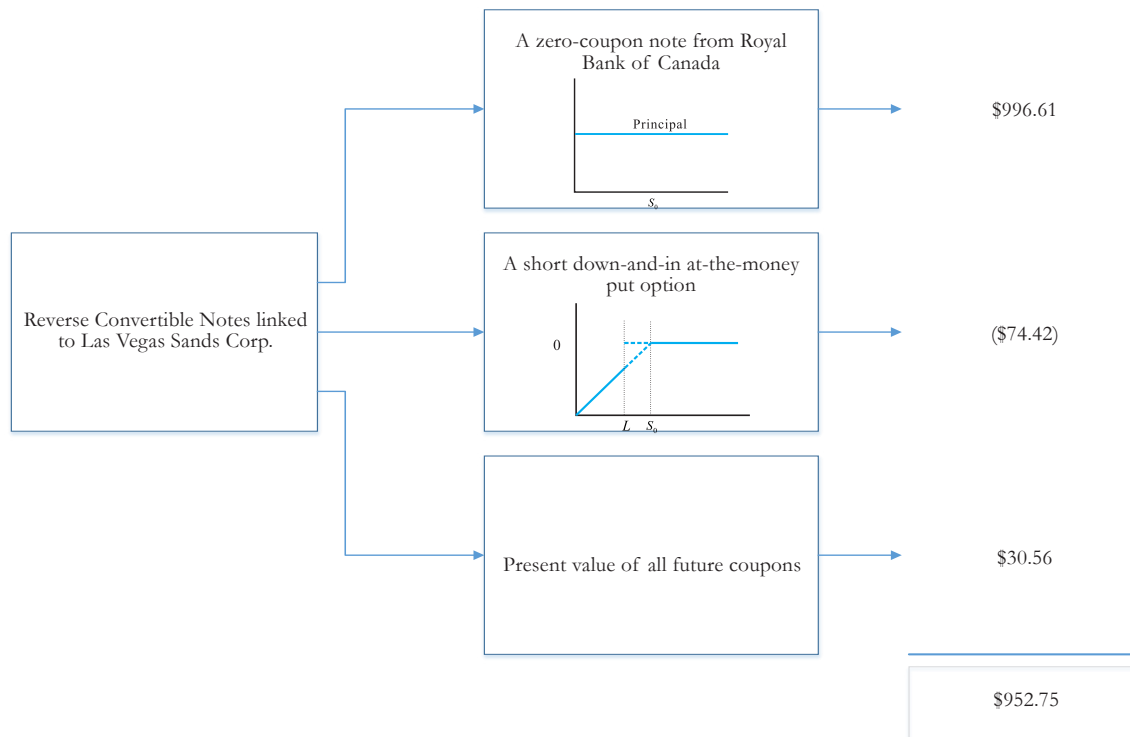 A zero-coupon note from Royal
Bank of Canada
Principal
S₀
$996.61
Reverse Convertible Notes linked
to Las Vegas Sands Corp.
A short down-and-in at-the-money
put option
0
L S₀
($74.42)
Present value of all future coupons
$30.56
$952.75